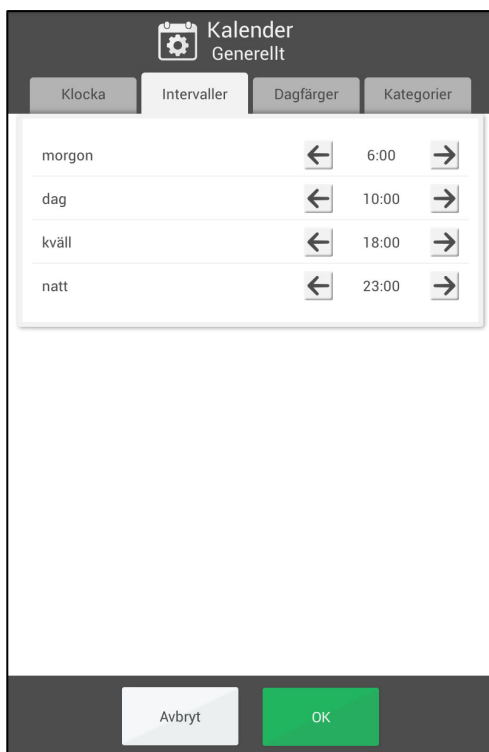 Kalender
Generellt
Klocka Intervaller Dagfärger Kategorier
morgon 6:00
dag 10:00
kväll 18:00
natt 23:00
Avbryt OK